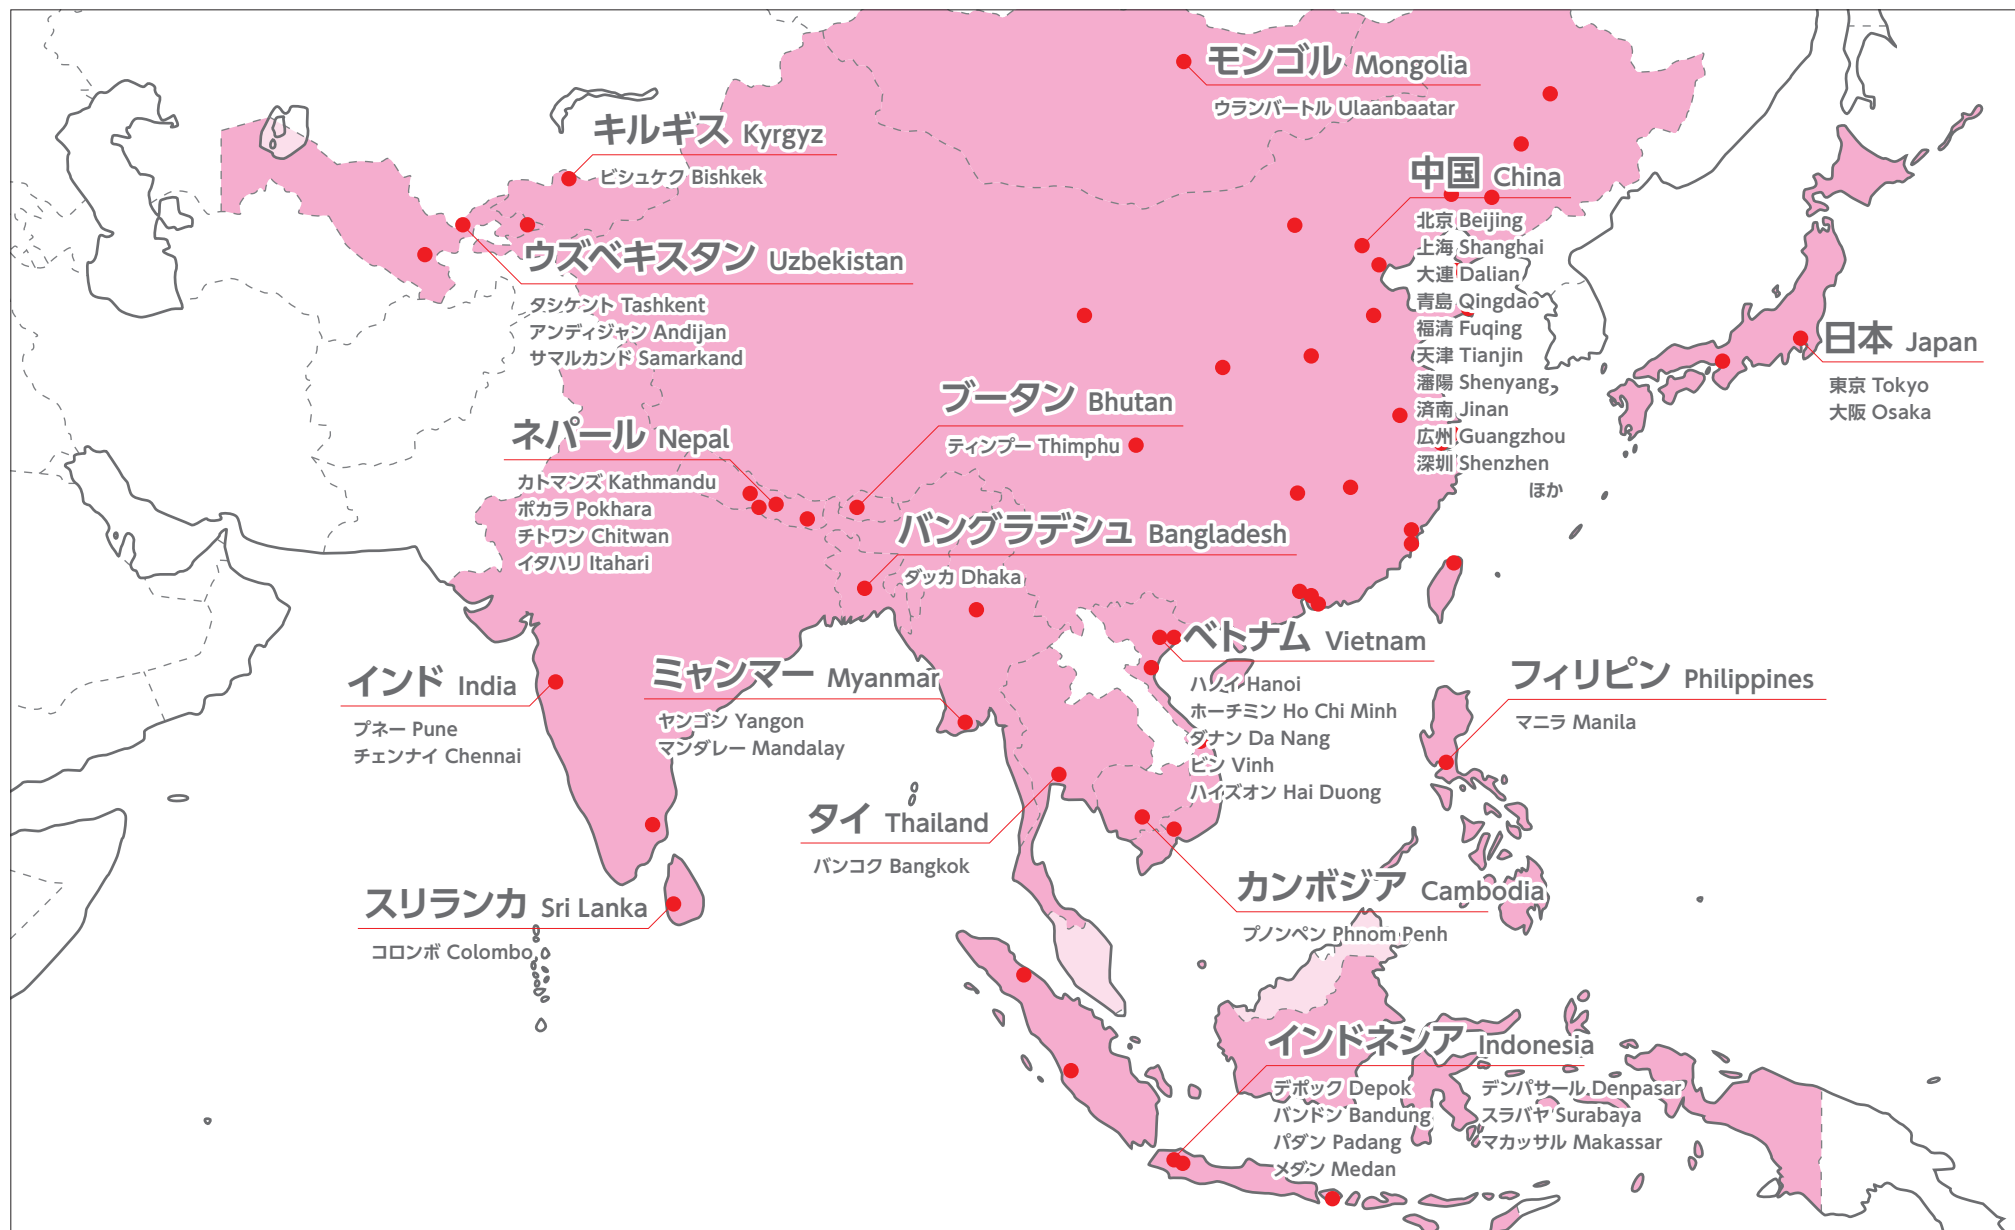 モンゴル Mongolia
ウランバートル Ulaanbaatar
キルギス Kyrgyz
ビシュケク Bishkek
中国 China
北京 Beijing
上海 Shanghai
大連 Dalian
青島 Qingdao
福清 Fuqing
天津 Tianjin
瀋陽 Shenyang
済南 Jinan
広州 Guangzhou
深圳 Shenzhen
ほか
ウズベキスタン Uzbekistan
タシケント Tashkent
アンディジャン Andijan
サマルカンド Samarkand
日本 Japan
東京 Tokyo
大阪 Osaka
ブータン Bhutan
ティンプー Thimphu
ネパール Nepal
カトマンズ Kathmandu
ポカラ Pokhara
チトワン Chitwan
イタハリ Itahari
バングラデシュ Bangladesh
ダッカ Dhaka
ベトナム Vietnam
ハノイ Hanoi
ホーチミン Ho Chi Minh
ダナン Da Nang
ビン Vinh
ハイズオン Hai Duong
インド India
プネー Pune
チェンナイ Chennai
ミャンマー Myanmar
ヤンゴン Yangon
マンダレー Mandalay
フィリピン Philippines
マニラ Manila
タイ Thailand
バンコク Bangkok
カンボジア Cambodia
プノンペン Phnom Penh
スリランカ Sri Lanka
コロンボ Colombo
インドネシア Indonesia
デポック Depok
バンドン Bandung
パダン Padang
メダン Medan
デンパサール Denpasar
スラバヤ Surabaya
マカッサル Makassar